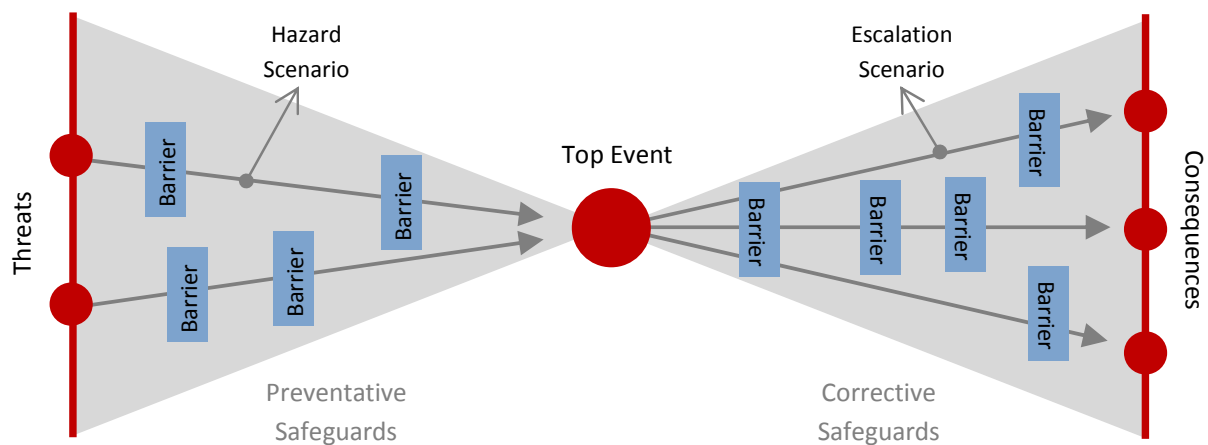 Hazard
Scenario
Escalation
Scenario
Top Event
Threats
Barrier
Barrier
Barrier
Barrier
Barrier
Barrier
Barrier
Barrier
Barrier
Consequences
Preventative
Safeguards
Corrective
Safeguards